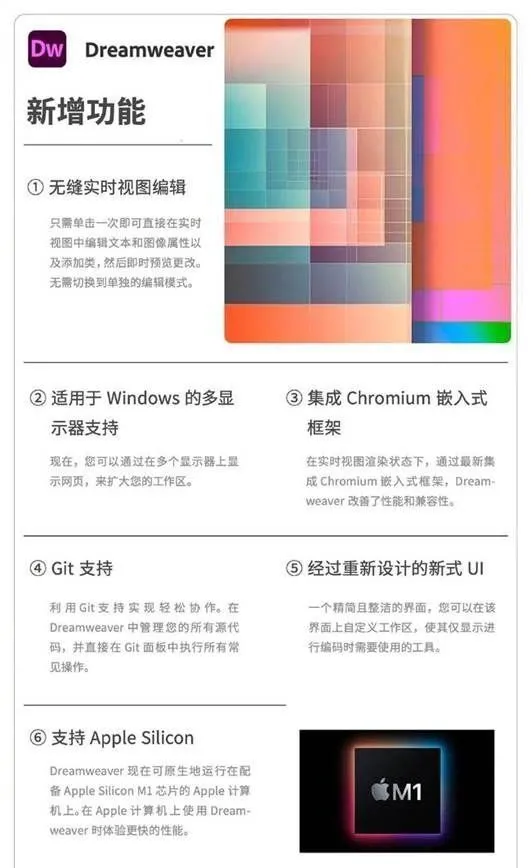 Dw Dreamweaver
新增功能
① 无缝实时视图编辑
只需单击一次即可直接在实时
视图中编辑文本和图像属性以
及添加类,然后即时预览更改。
无需切换到单独的编辑模式。
② 适用于 Windows 的多显
示器支持
现在，您可以通过在多个显示器上显
示网页，来扩大您的工作区。
③ 集成 Chromium 嵌入式
框架
在实时视图渲染状态下，通过最新集
成 Chromium 嵌入式框架，Dream-
weaver 改善了性能和兼容性。
④ Git 支持
利用 Git 支持实现轻松协作。在
Dreamweaver 中管理您的所有源代
码，并直接在 Git 面板中执行所有常
见操作。
⑤ 经过重新设计的新式 UI
一个精简且整洁的界面，您可以在该
界面上自定义工作区，使其仅显示进
行编码时需要使用的工具。
⑥ 支持 Apple Silicon
Dreamweaver 现在可原生地运行在配
备 Apple Silicon M1 芯片的 Apple 计算
机上。在 Apple 计算机上使用 Dream-
weaver 时体验更快的性能。
M1